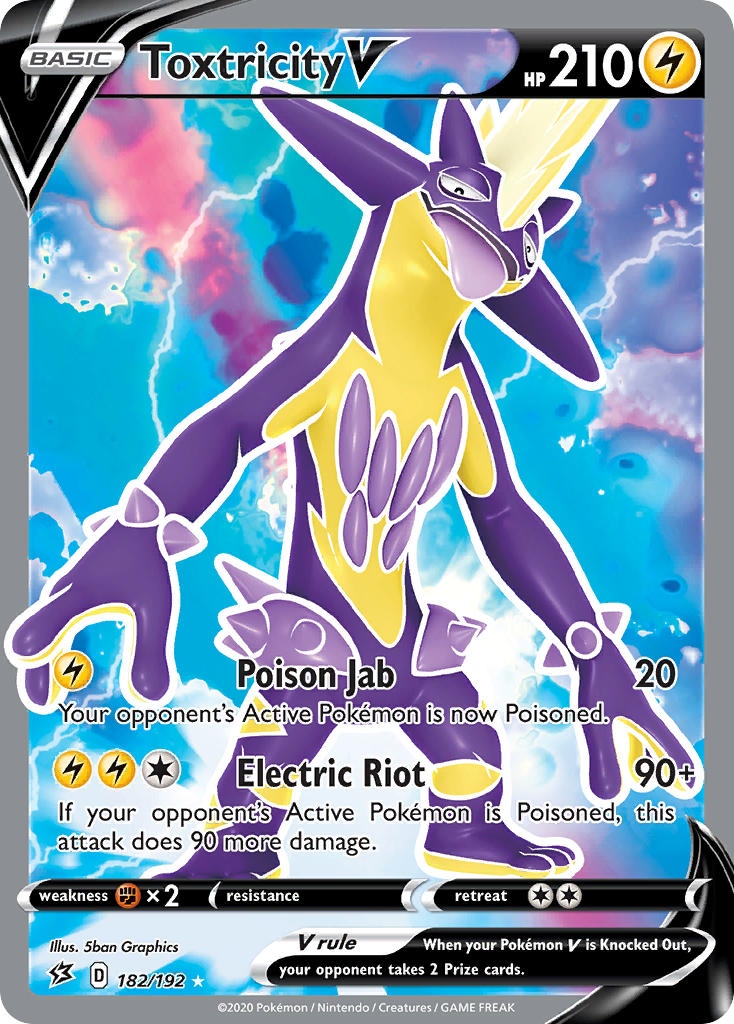 BASIC Toxtricity V HP 210
Poison Jab 20
Your opponent's Active Pokémon is now Poisoned.
Electric Riot 90+
If your opponent's Active Pokémon is Poisoned, this
attack does 90 more damage.
weakness ×2 resistance retreat
Illus. 5ban Graphics
V rule When your Pokémon V is Knocked Out,
your opponent takes 2 Prize cards.
D 182/192
©2020 Pokémon / Nintendo / Creatures / GAME FREAK